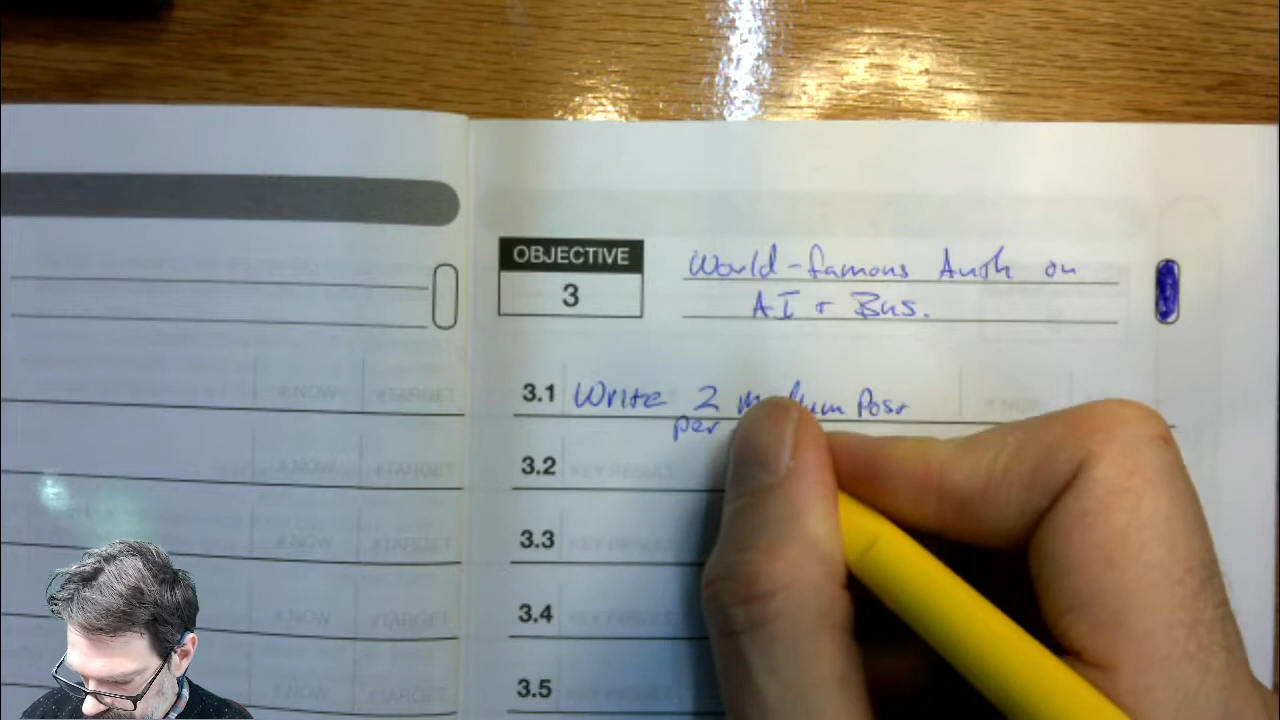 OBJECTIVE
3
World-famous Auth on
AI + Bus.
3.1 Write 2 medium Post
per
3.2
3.3
3.4
3.5